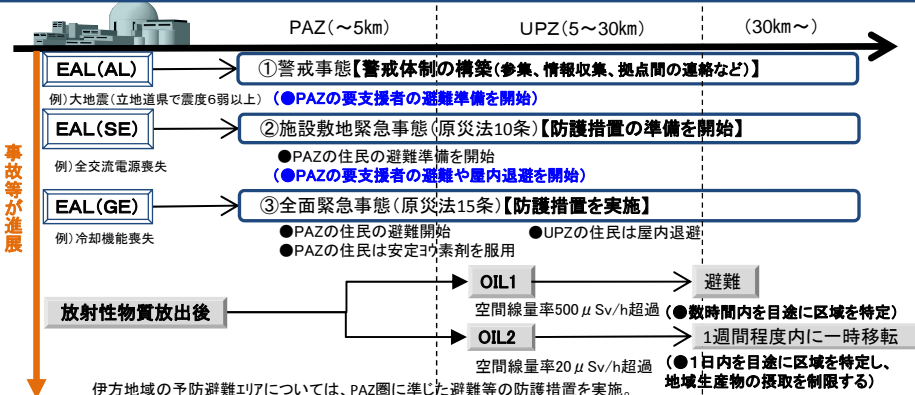 PAZ(～5km)
UPZ(5～30km)
(30km～)
EAL(AL)
①警戒事態【警戒体制の構築(参集、情報収集、拠点間の連絡など)】
例)大地震(立地道県で震度6弱以上)
(●PAZの要支援者の避難準備を開始)
EAL(SE)
②施設敷地緊急事態(原災法10条)【防護措置の準備を開始】
例)全交流電源喪失
●PAZの住民の避難準備を開始
(●PAZの要支援者の避難や屋内退避を開始)
事故等が進展
EAL(GE)
③全面緊急事態(原災法15条)【防護措置を実施】
例)冷却機能喪失
●PAZの住民の避難開始
●UPZの住民は屋内退避
●PAZの住民は安定ﾖｳ素剤を服用
放射性物質放出後
OIL1
避難
空間線量率500μSv/h超過
(●数時間内を目途に区域を特定)
OIL2
1週間程度内に一時移転
空間線量率20μSv/h超過
(●1日内を目途に区域を特定し、
地域生産物の摂取を制限する)
伊方地域の予防避難ｴﾘｱについては、PAZ圏に準じた避難等の防護措置を実施。